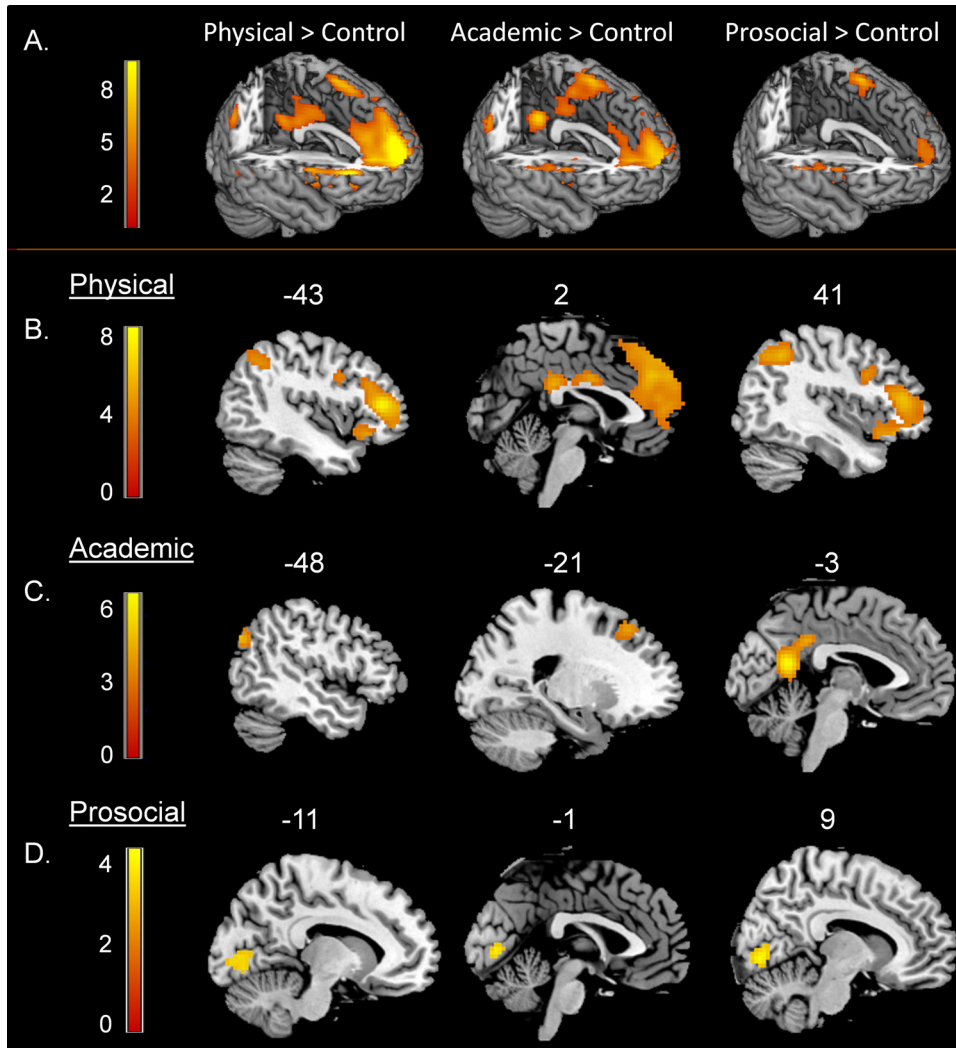 A.
Physical > Control
Academic > Control
Prosocial > Control
8
5
2
Physical
B.
-43
2
41
8
4
0
Academic
C.
-48
-21
-3
6
3
0
Prosocial
D.
-11
-1
9
4
2
0